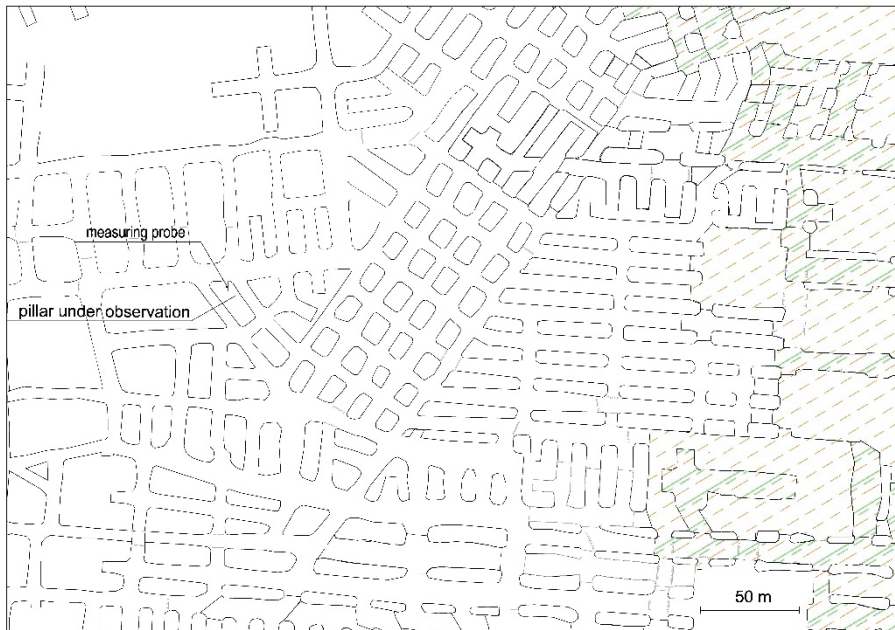 measuring probe
pillar under observation
50 m